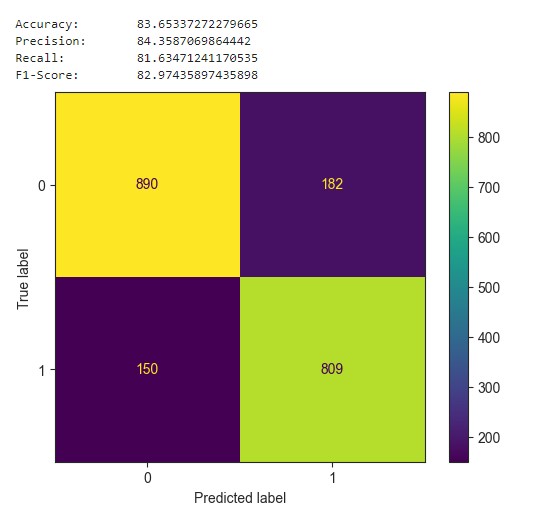 Accuracy: 83.65337272279665
Precision: 84.3587069864442
Recall: 81.63471241170535
F1-Score: 82.97435897435898
0
890
182
1
150
809
0
1
True label
Predicted label
800
700
600
500
400
300
200